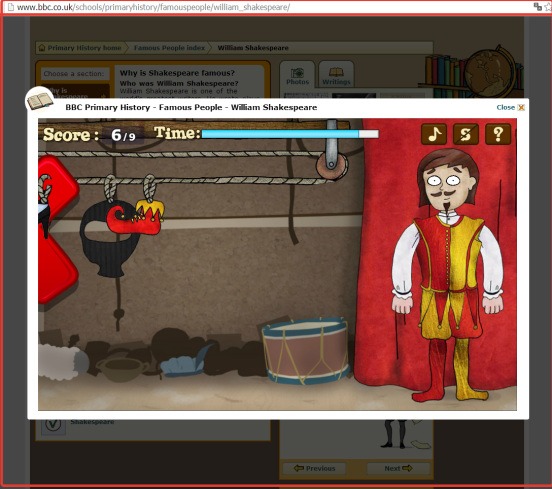 www.bbc.co.uk/schools/primaryhistory/famouspeople/william_shakespeare/
Primary History home
Famous People index
William Shakespeare
Choose a section:
Why is Shakespeare famous?
Photos
Writings
Why is
Who was William Shakespeare?
William Shakespeare is one of the
BBC Primary History - Famous People - William Shakespeare
Close
Score: 6/9
Time:
?
Shakespeare
Previous
Next